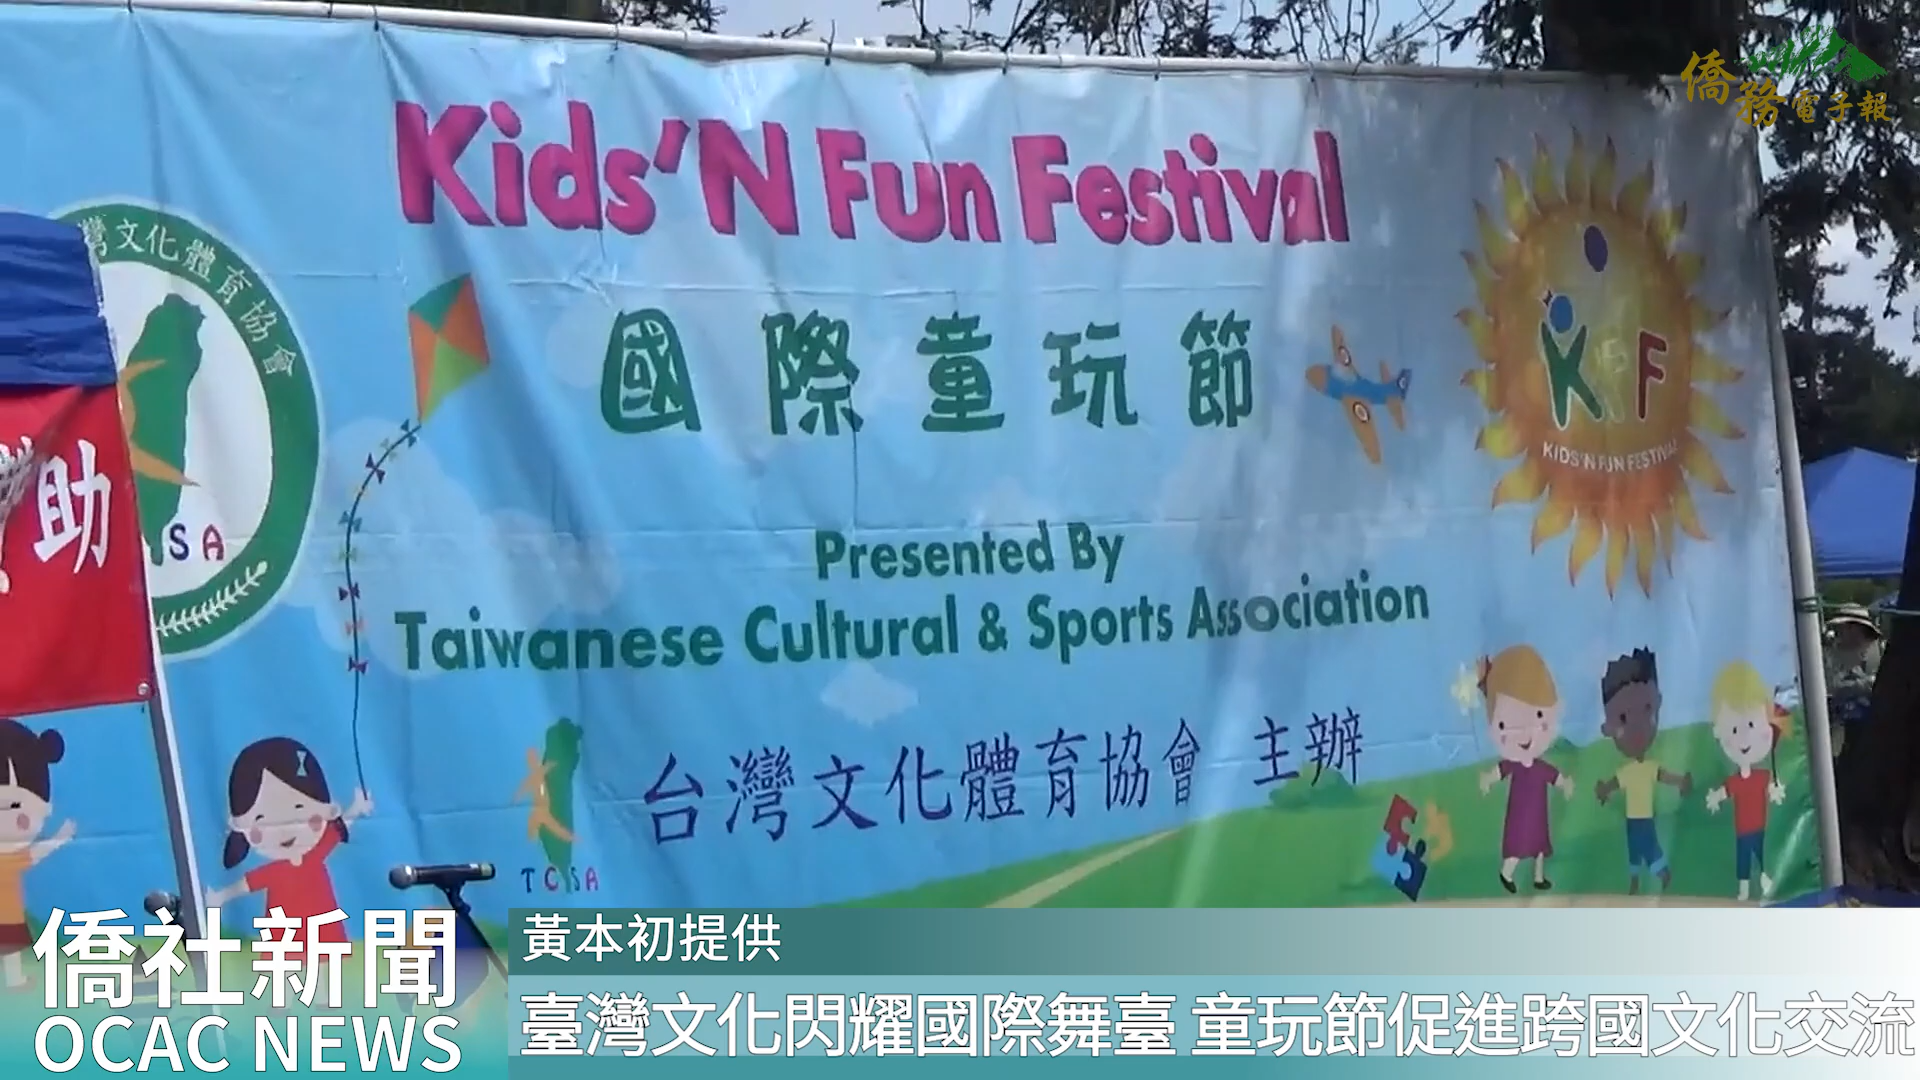 僑務電子報
Kids'N Fun Festival
灣文化體育協會
國際童玩節
K F
KIDS'N FUN FESTIVAL
助
SA
Presented By
Taiwanese Cultural & Sports Association
台灣文化體育協會 主辦
TCSA
僑社新聞
OCAC NEWS
黃本初提供
臺灣文化閃耀國際舞臺 童玩節促進跨國文化交流